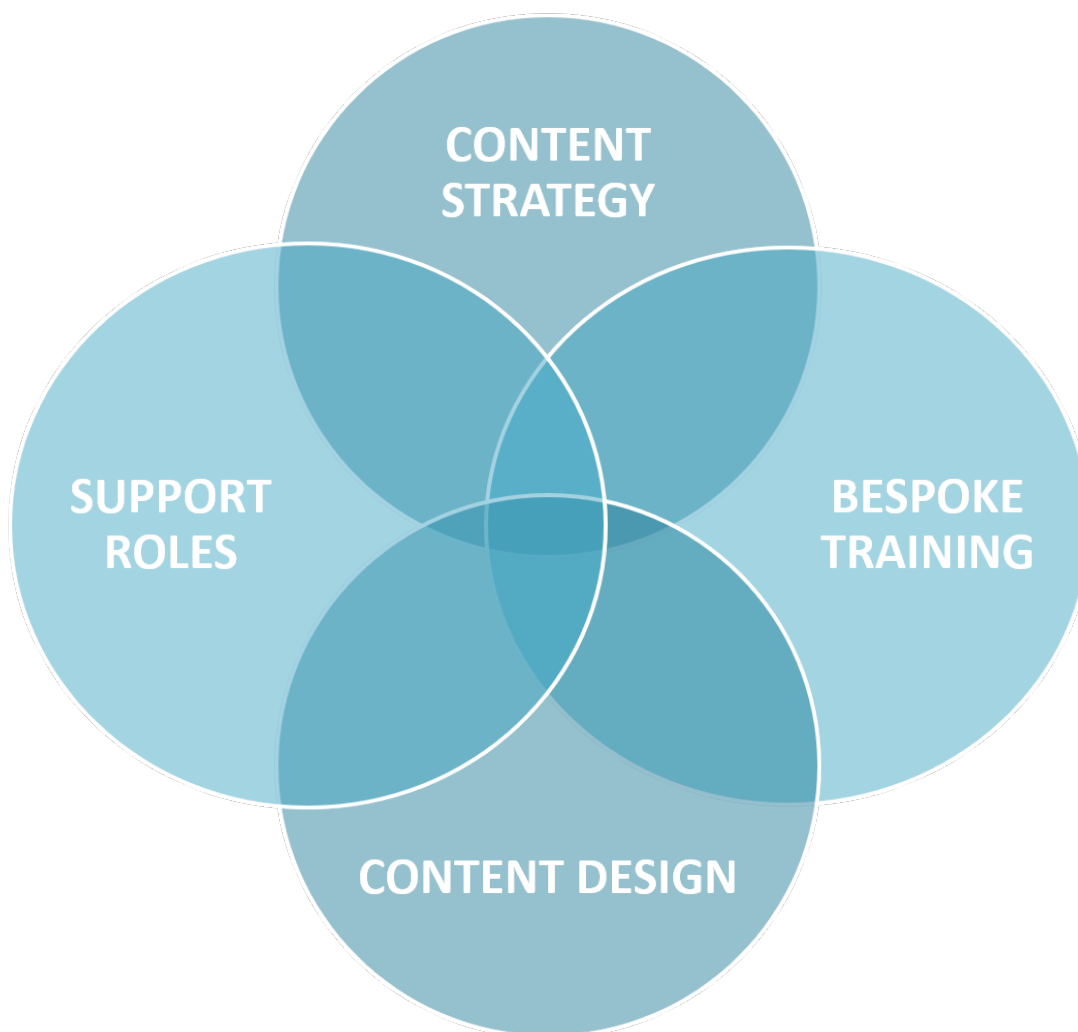 CONTENT
STRATEGY
SUPPORT
ROLES
BESPOKE
TRAINING
CONTENT DESIGN